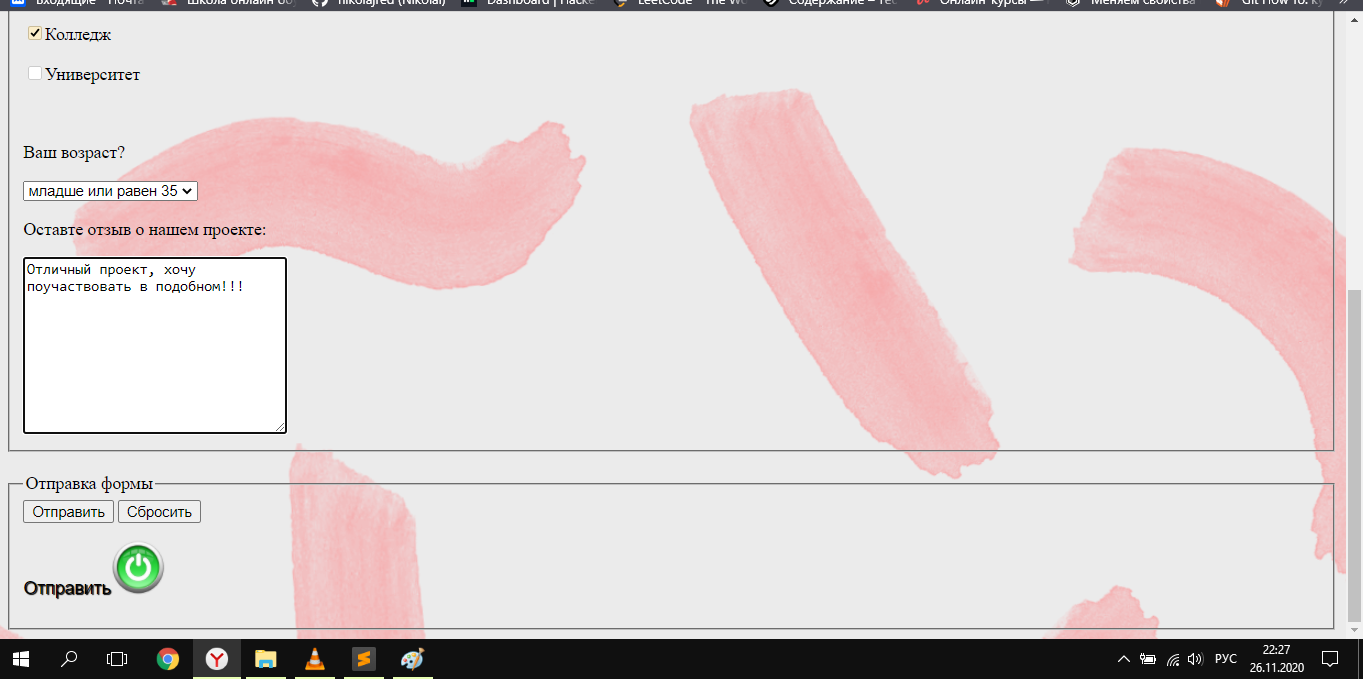 Входящие - Почта
Школа онлайн
nikolajred (Nikolai)
Dashboard | Hacke
LeetCode - The Wo
Содержание –
Онлайн-курсы —
Меняем свойства
Git How To:
Колледж
Университет
Ваш возраст?
младше или равен 35
Оставте отзыв о нашем проекте:
Отличный проект, хочу
поучаствовать в подобном!!!
Отправка формы
Отправить Сбросить
Отправить
22:27
РУС
26.11.2020